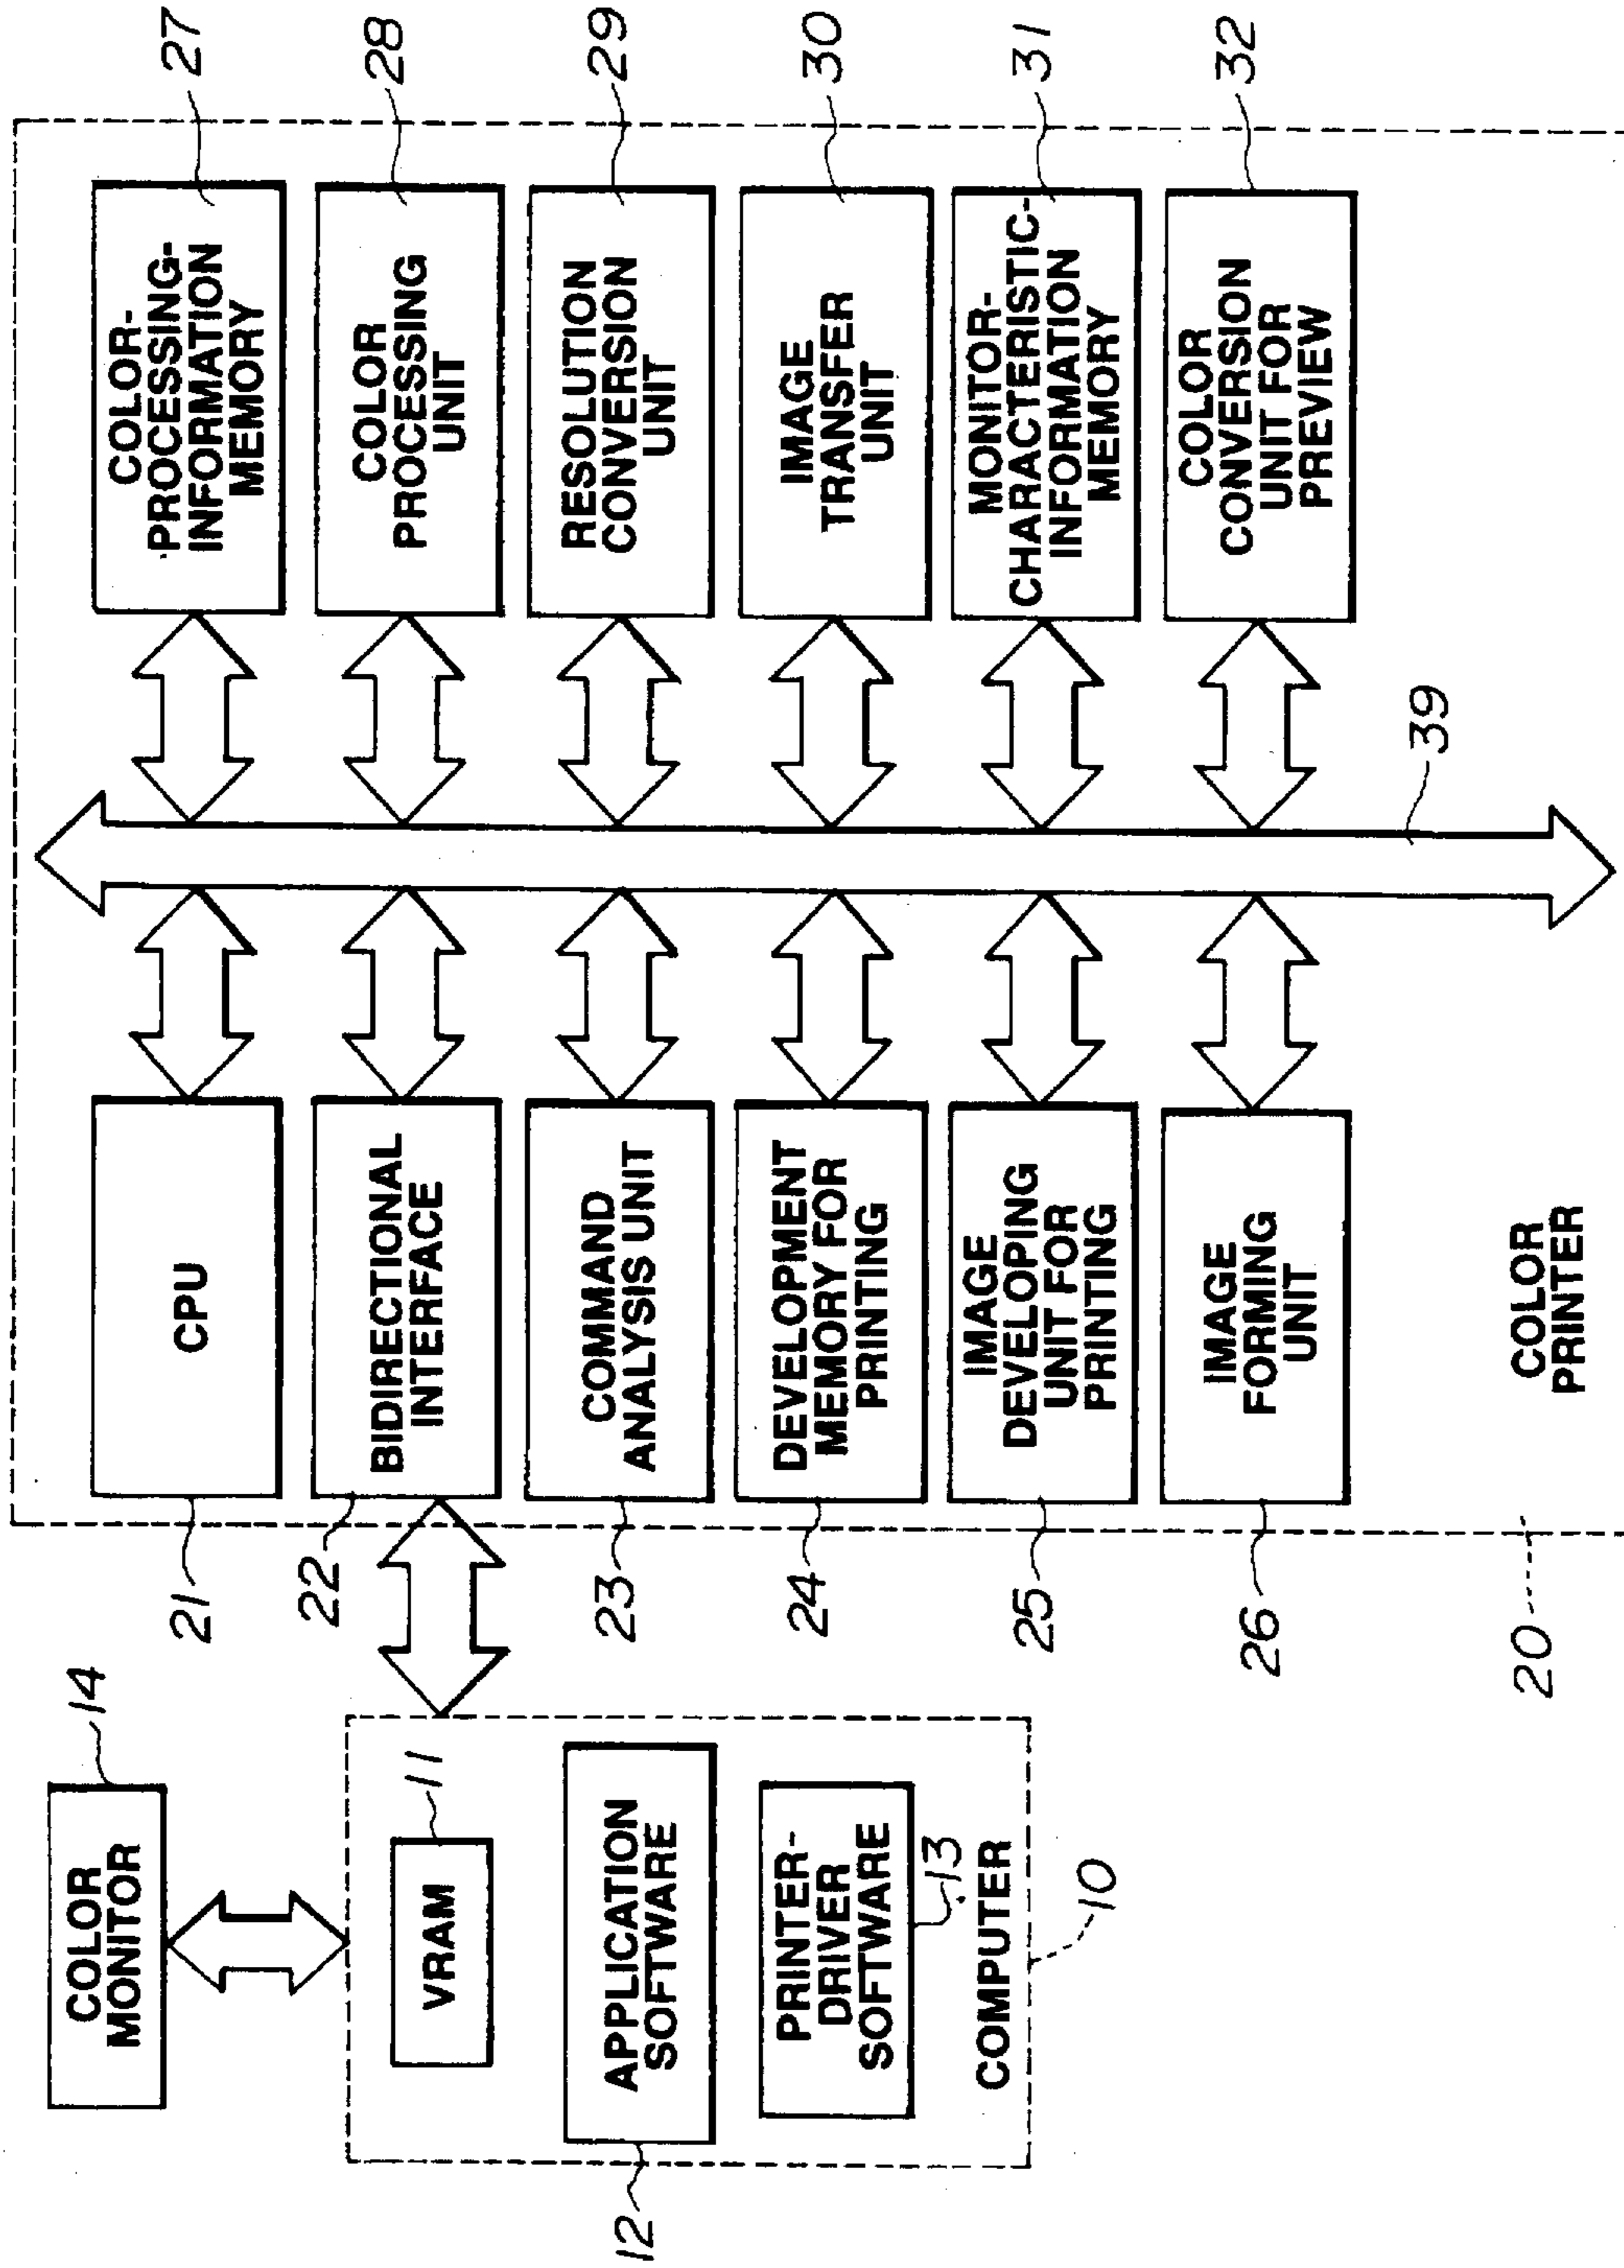 14
COLOR
MONITOR
11
VRAM
12
APPLICATION
SOFTWARE
PRINTER-
DRIVER
SOFTWARE
13
COMPUTER
10
21
CPU
22
BIDIRECTIONAL
INTERFACE
23
COMMAND
ANALYSIS UNIT
24
DEVELOPMENT
MEMORY FOR
PRINTING
25
IMAGE
DEVELOPING
UNIT FOR
PRINTING
26
IMAGE
FORMING
UNIT
20
COLOR
PRINTER
39
27
COLOR-
PROCESSING-
INFORMATION
MEMORY
28
COLOR
PROCESSING
UNIT
29
RESOLUTION
CONVERSION
UNIT
30
IMAGE
TRANSFER
UNIT
31
MONITOR-
CHARACTERISTIC-
INFORMATION
MEMORY
32
COLOR
CONVERSION
UNIT FOR
PREVIEW